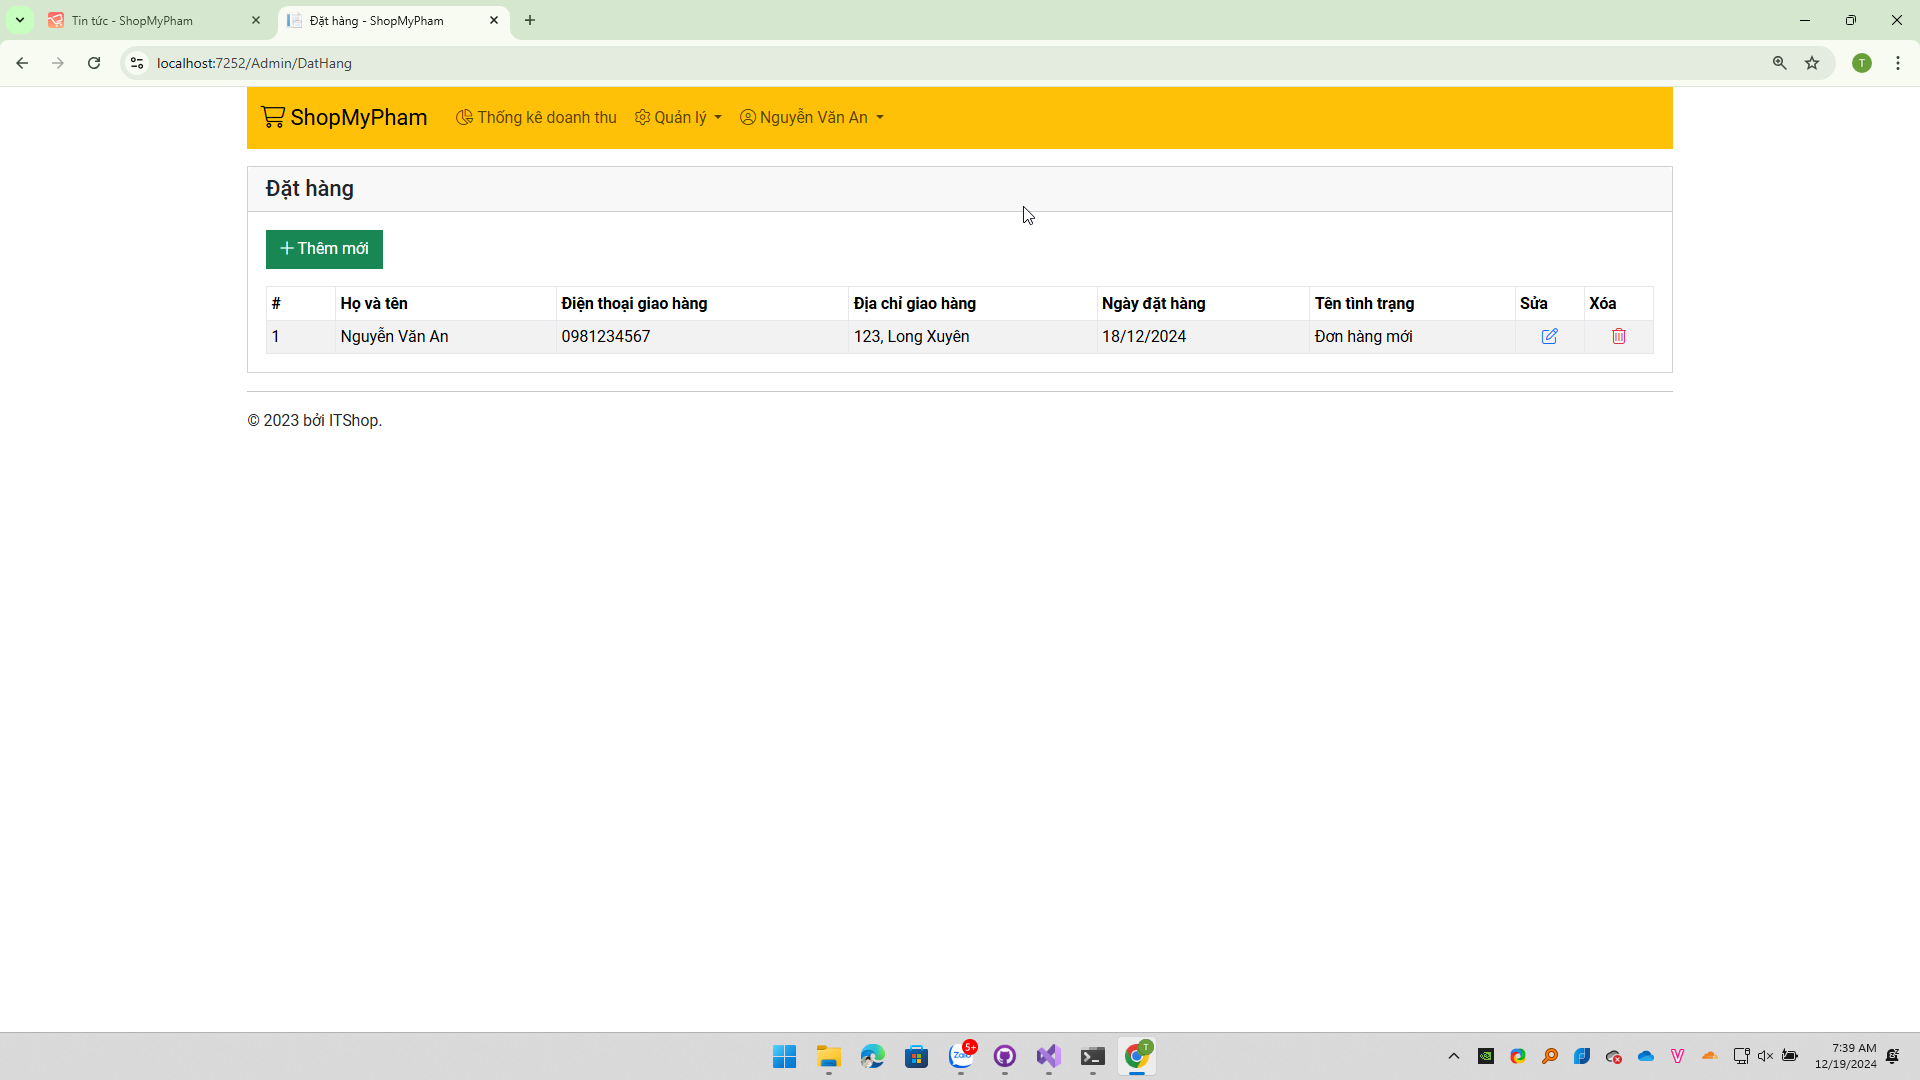 Tin tức - ShopMyPham
Đặt hàng - ShopMyPham
localhost:7252/Admin/DatHang
T
ShopMyPham Thống kê doanh thu Quản lý Nguyễn Văn An
Đặt hàng
Thêm mới
# Họ và tên Điện thoại giao hàng Địa chỉ giao hàng Ngày đặt hàng Tên tình trạng Sửa Xóa
1 Nguyễn Văn An 0981234567 123, Long Xuyên 18/12/2024 Đơn hàng mới
© 2023 bởi ITShop.
5+
Zalo
T
7:39 AM
12/19/2024